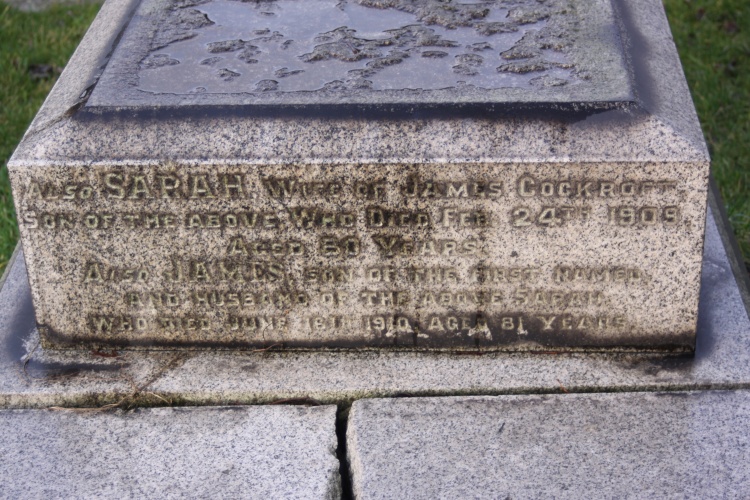 ALSO SARAH, WIFE OF JAMES COCKROFT
SON OF THE ABOVE WHO DIED FEB 24TH 1909
AGED 80 YEARS
ALSO JAMES, SON OF THE FIRST NAMED,
AND HUSBAND OF THE ABOVE SARAH,
WHO DIED JUNE 1910, AGED 81 YEARS